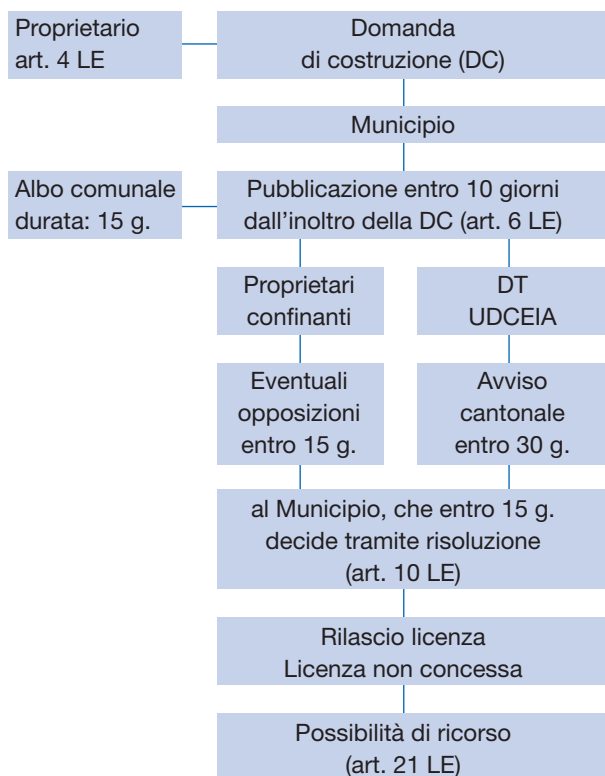 Proprietario
art. 4 LE
Domanda
di costruzione (DC)
Municipio
Albo comunale
durata: 15 g.
Pubblicazione entro 10 giorni
dall'inoltro della DC (art. 6 LE)
Proprietari
confinanti
DT
UDCEIA
Eventuali
opposizioni
entro 15 g.
Avviso
cantonale
entro 30 g.
al Municipio, che entro 15 g.
decide tramite risoluzione
(art. 10 LE)
Rilascio licenza
Licenza non concessa
Possibilità di ricorso
(art. 21 LE)